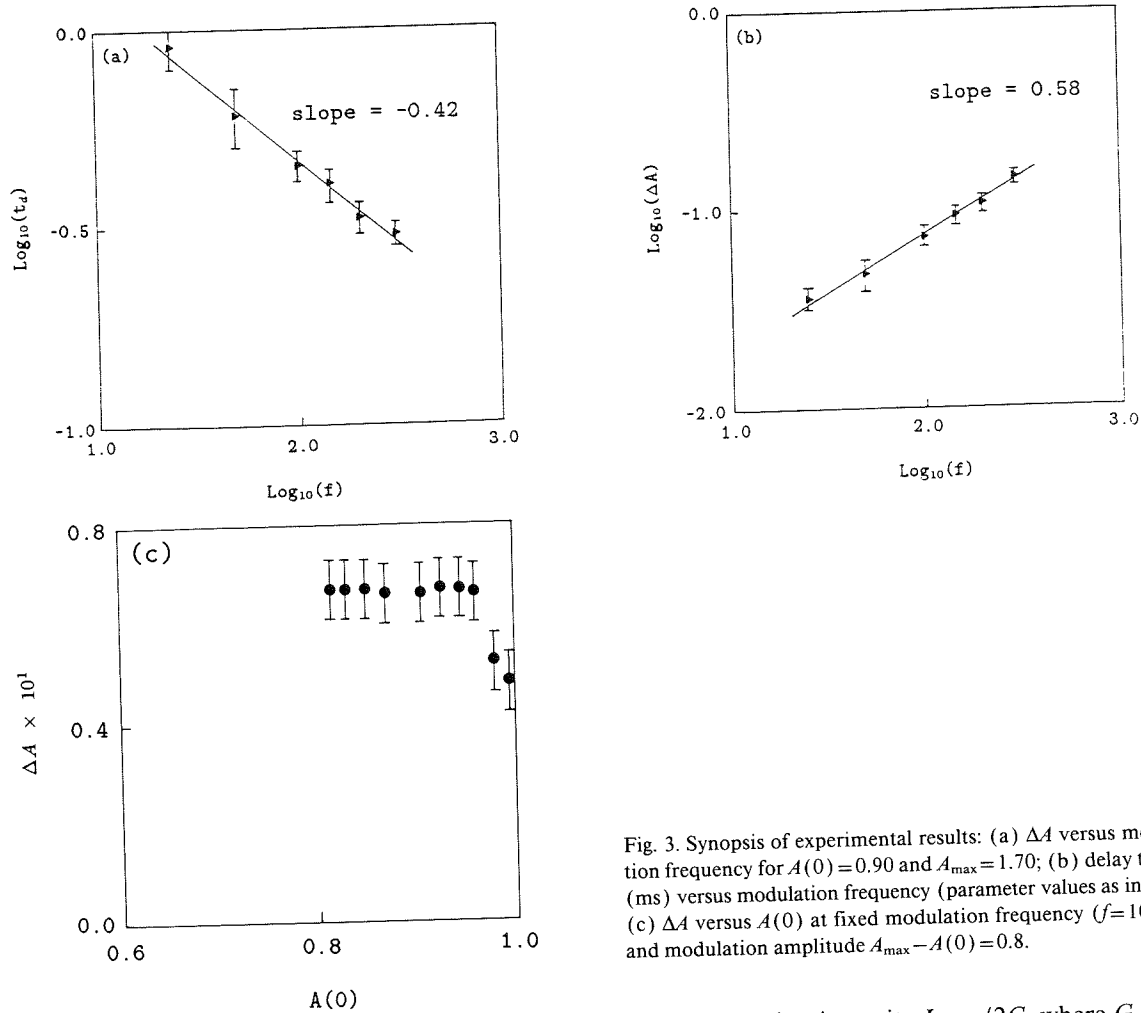 0.0
(a)
slope = -0.42
Log₁₀(t_d)
-0.5
-1.0
1.0
2.0
3.0
Log₁₀(f)
0.0
(b)
slope = 0.58
Log₁₀(ΔA)
-1.0
-2.0
1.0
2.0
3.0
Log₁₀(f)
0.8
(c)
ΔA × 10¹
0.4
0.0
0.6
0.8
1.0
A(0)
Fig. 3. Synopsis of experimental results: (a) ΔA versus
tion frequency for A(0)=0.90 and A_max=1.70; (b) delay
(ms) versus modulation frequency (parameter values as
(c) ΔA versus A(0) at fixed modulation frequency
and modulation amplitude A_max−A(0)=0.8.
where